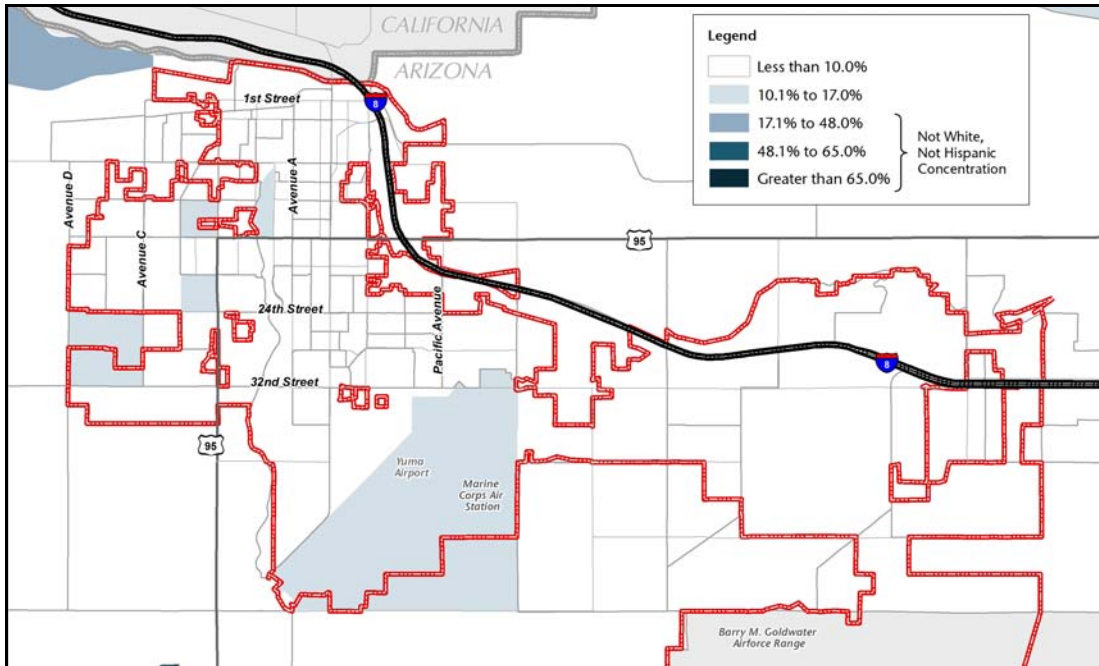 CALIFORNIA
ARIZONA
Legend
Less than 10.0%
10.1% to 17.0%
17.1% to 48.0%
48.1% to 65.0%
Greater than 65.0%
Not White,
Not Hispanic
Concentration
1st Street
8
Avenue D
Avenue C
Avenue A
95
24th Street
Pacific Avenue
32nd Street
8
95
Yuma
Airport
Marine
Corps Air
Station
Barry M. Goldwater
Airforce Range